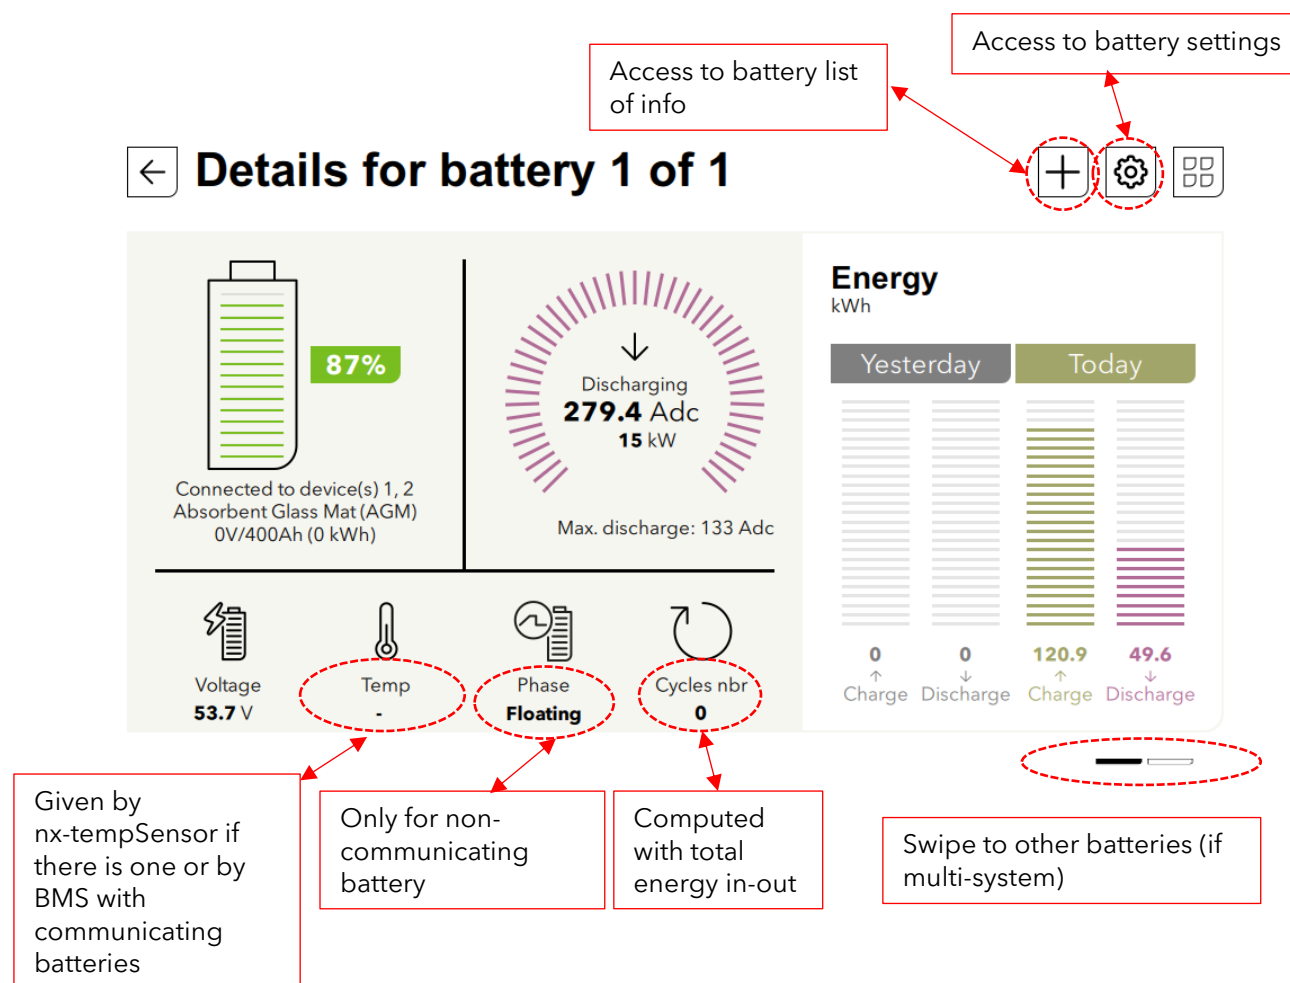 Access to battery settings
Access to battery list
of info
Details for battery 1 of 1
87%
Connected to device(s) 1, 2
Absorbent Glass Mat (AGM)
0V/400Ah (0 kWh)
Discharging
279.4 Adc
15 kW
Max. discharge: 133 Adc
Energy
kWh
Yesterday
Today
0
Charge
0
Discharge
120.9
Charge
49.6
Discharge
Voltage
53.7 V
Temp
-
Phase
Floating
Cycles nbr
0
Given by
nx-tempSensor if
there is one or by
BMS with
communicating
batteries
Only for non-
communicating
battery
Computed
with total
energy in-out
Swipe to other batteries (if
multi-system)